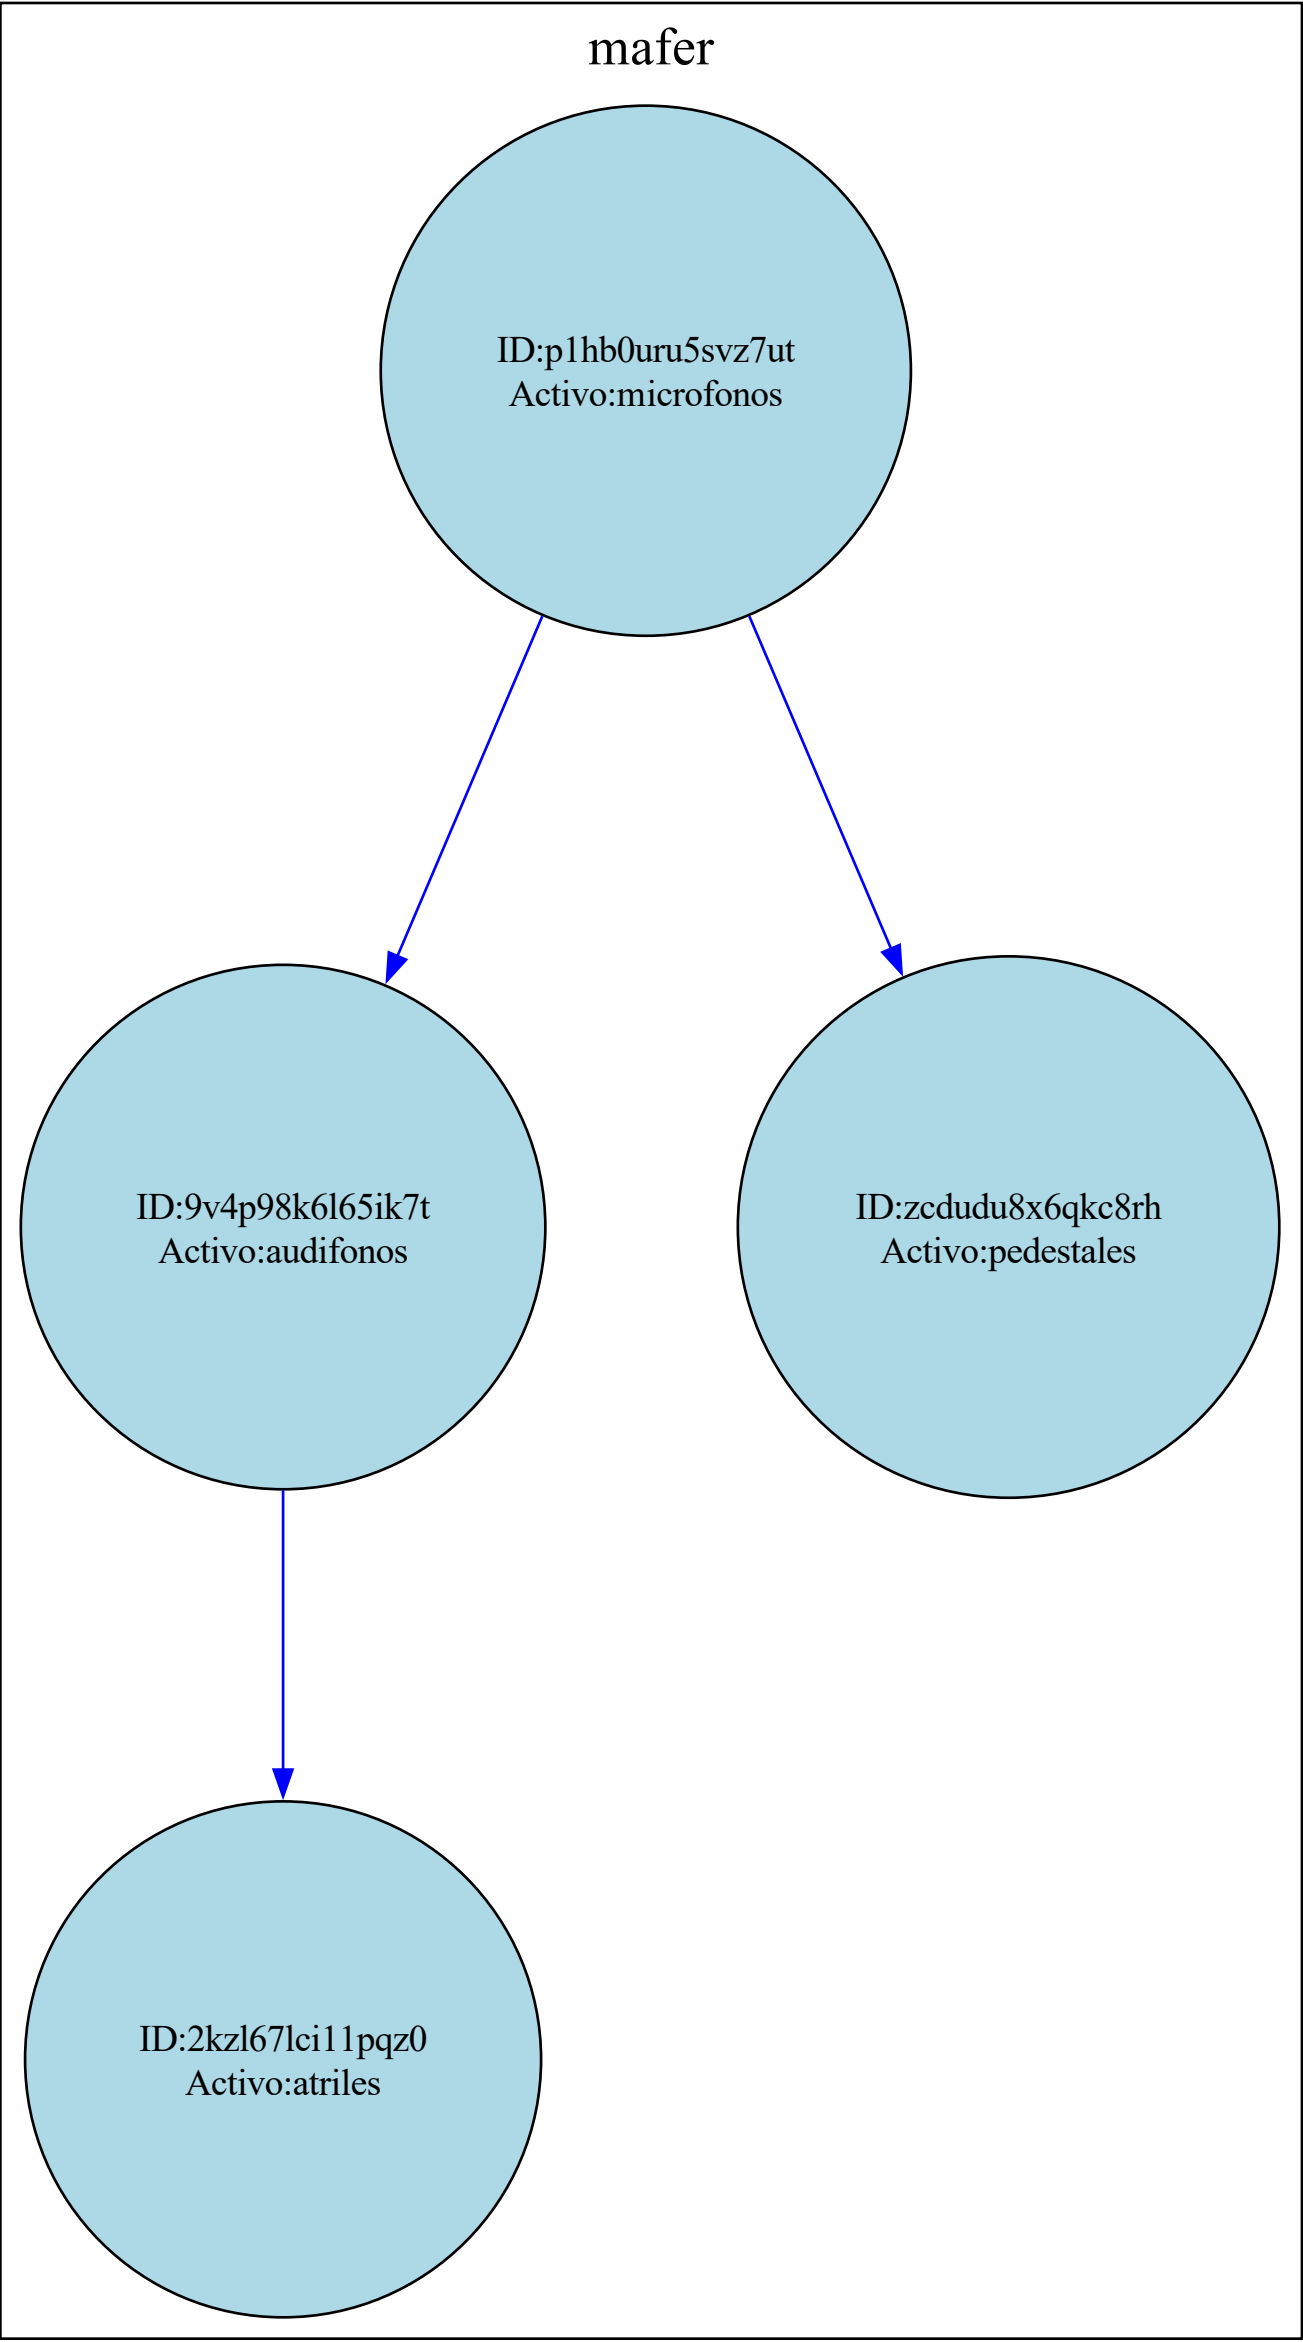 mafer
ID:p1hb0uru5svz7ut
Activo:microfonos
ID:9v4p98k6l65ik7t
Activo:audifonos
ID:zcdudu8x6qkc8rh
Activo:pedestales
ID:2kzl67lci11pqz0
Activo:atriles